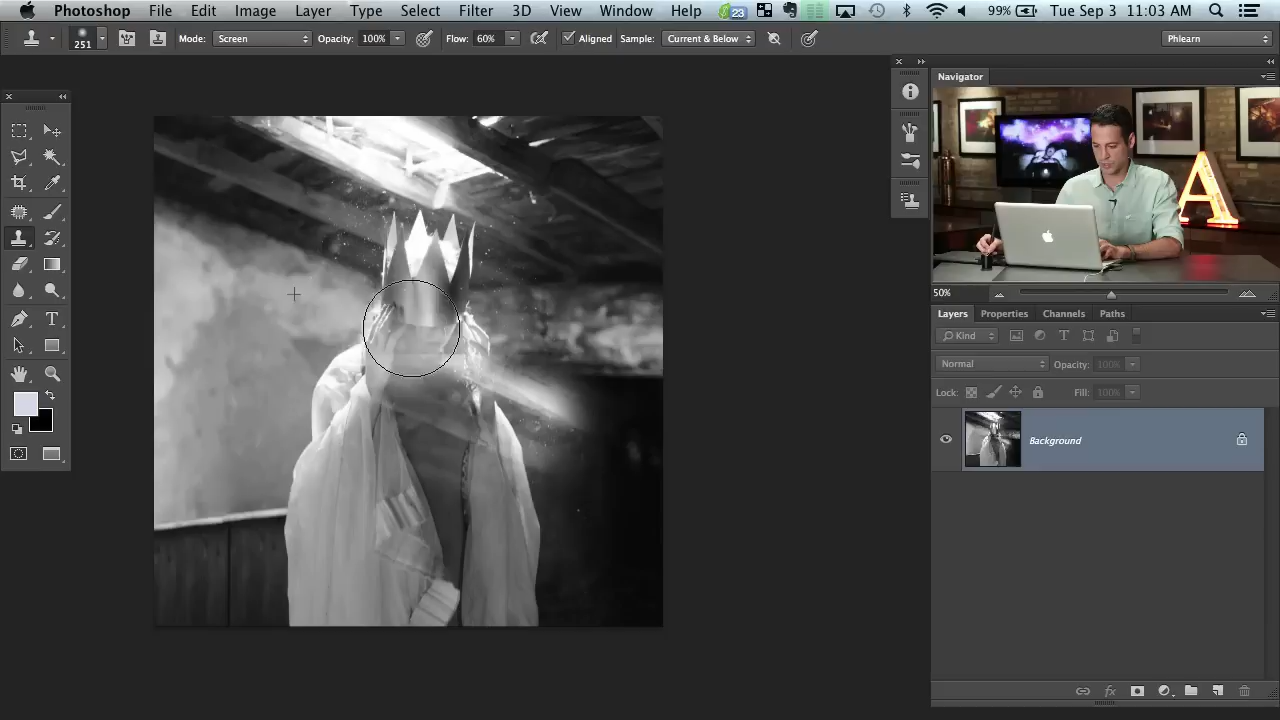 Photoshop File Edit Image Layer Type Select Filter 3D View Window Help 23 99% Tue Sep 3 11:03 AM
251 Mode: Screen Opacity: 100% Flow: 60% Aligned Sample: Current & Below Phlearn
Navigator
A
50%
Layers Properties Channels Paths
Kind
Normal Opacity: 100%
Lock: Fill: 100%
Background
fx